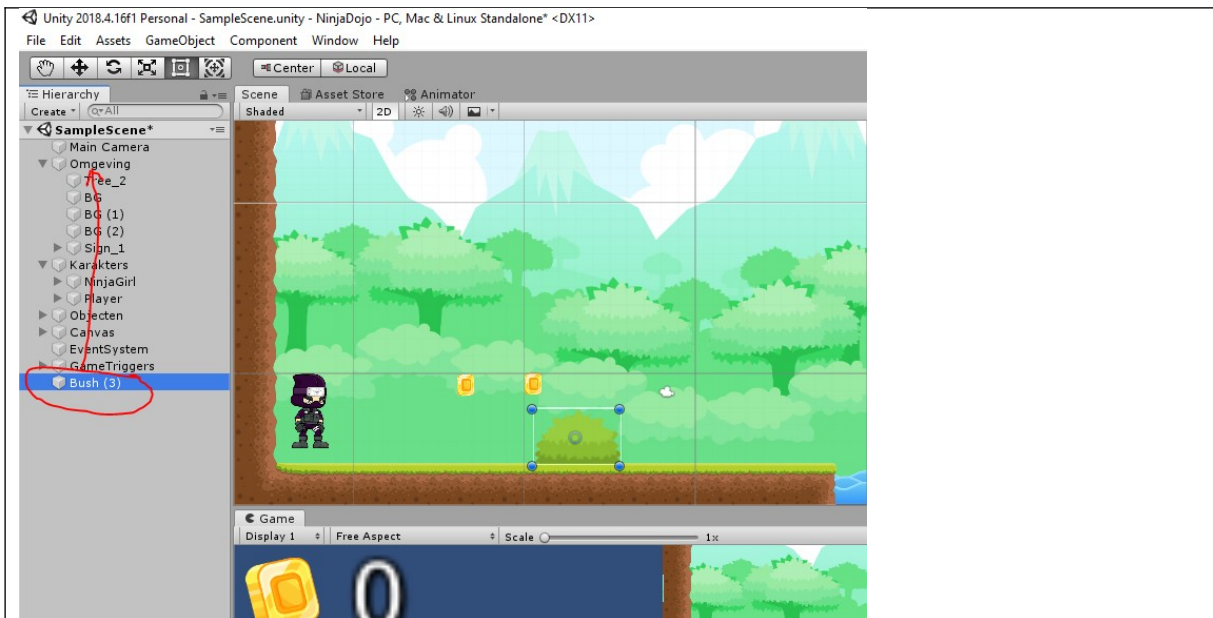 Unity 2018.4.16f1 Personal - SampleScene.unity - NinjaDojo - PC, Mac & Linux Standalone* <DX11>
File Edit Assets GameObject Component Window Help
Center Local
Hierarchy
Create All
SampleScene*
Main Camera
Omgeving
Tree_2
BG
BG (1)
BG (2)
Sign_1
Karakters
NinjaGirl
Player
Objecten
Canvas
EventSystem
GameTriggers
Bush (3)
Scene Asset Store Animator
Shaded 2D
Game
Display 1 Free Aspect Scale 1x
0